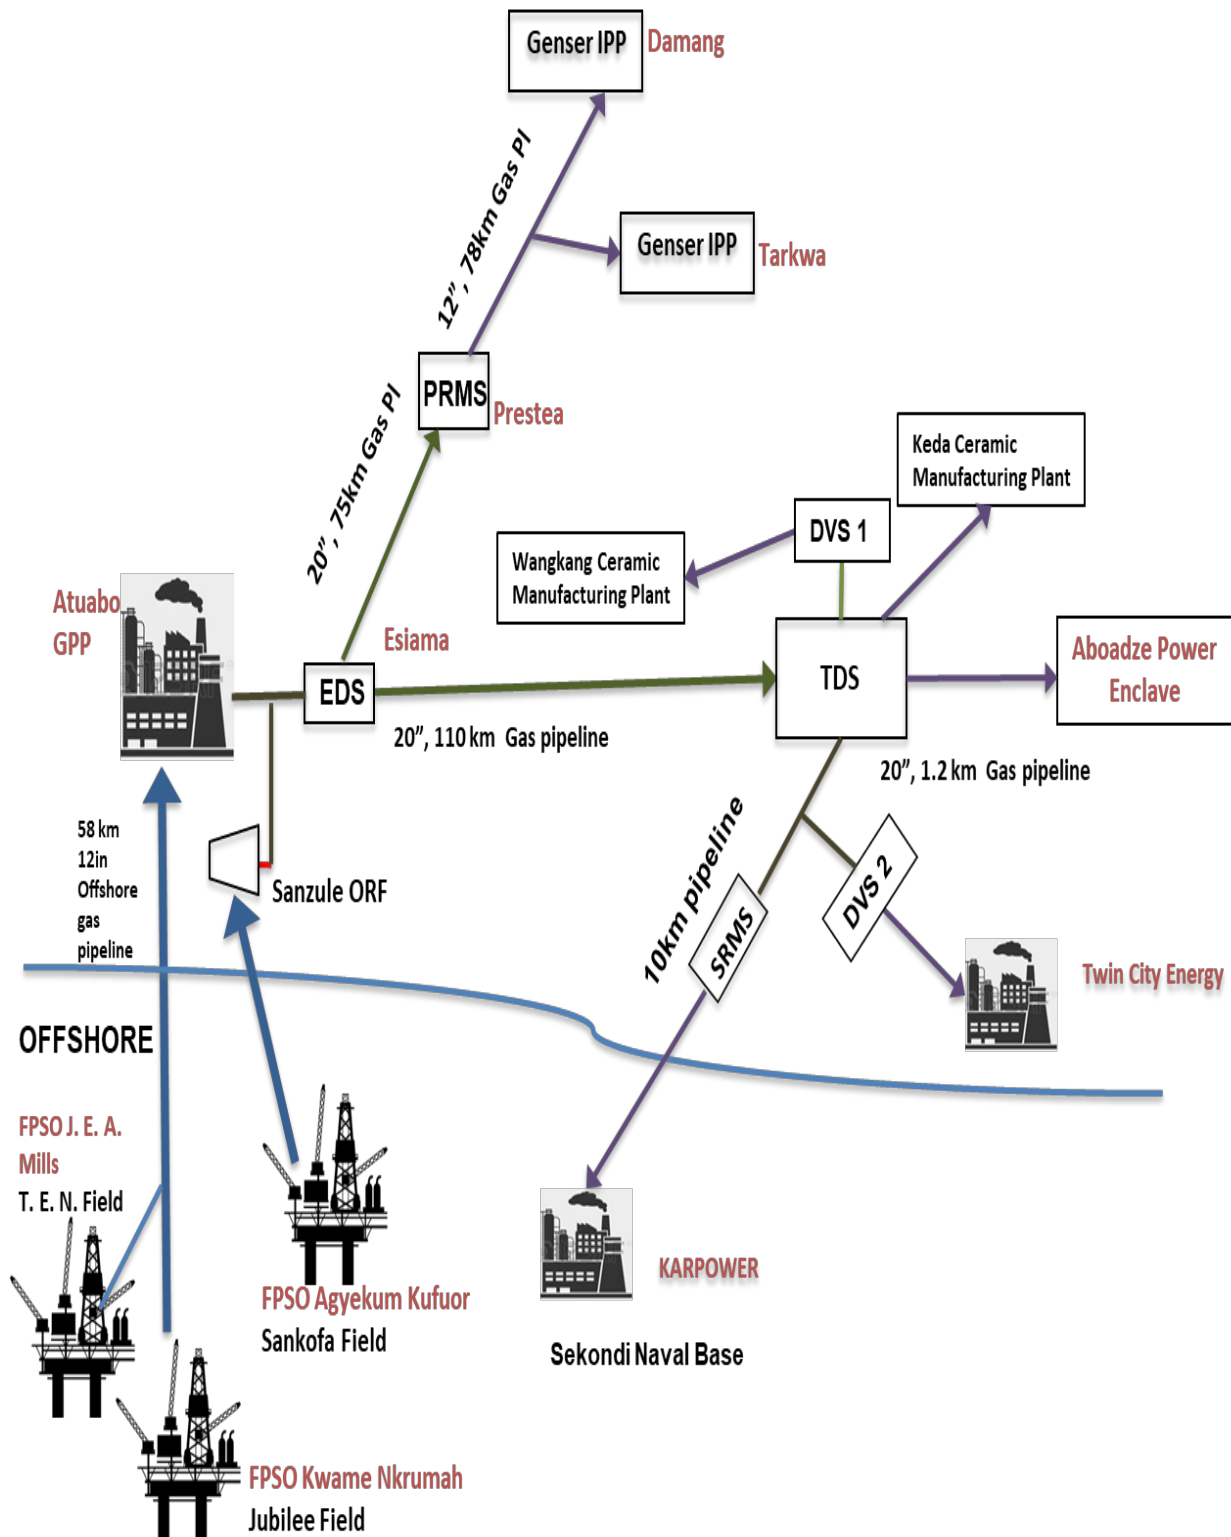 Genser IPP
Damang
12”, 78km Gas Pl
Genser IPP
Tarkwa
PRMS
Prestea
20”, 75km Gas Pl
Keda Ceramic
Manufacturing Plant
DVS 1
Wangkang Ceramic
Manufacturing Plant
Atuabo
GPP
Esiama
EDS
TDS
Aboadze Power
Enclave
20”, 110 km Gas pipeline
20”, 1.2 km Gas pipeline
58 km
12in
Offshore
gas
pipeline
Sanzule ORF
10km pipeline
SRMS
DVS 2
Twin City Energy
OFFSHORE
FPSO J. E. A.
Mills
T. E. N. Field
FPSO Agyekum Kufuor
Sankofa Field
KARPOWER
Sekondi Naval Base
FPSO Kwame Nkrumah
Jubilee Field